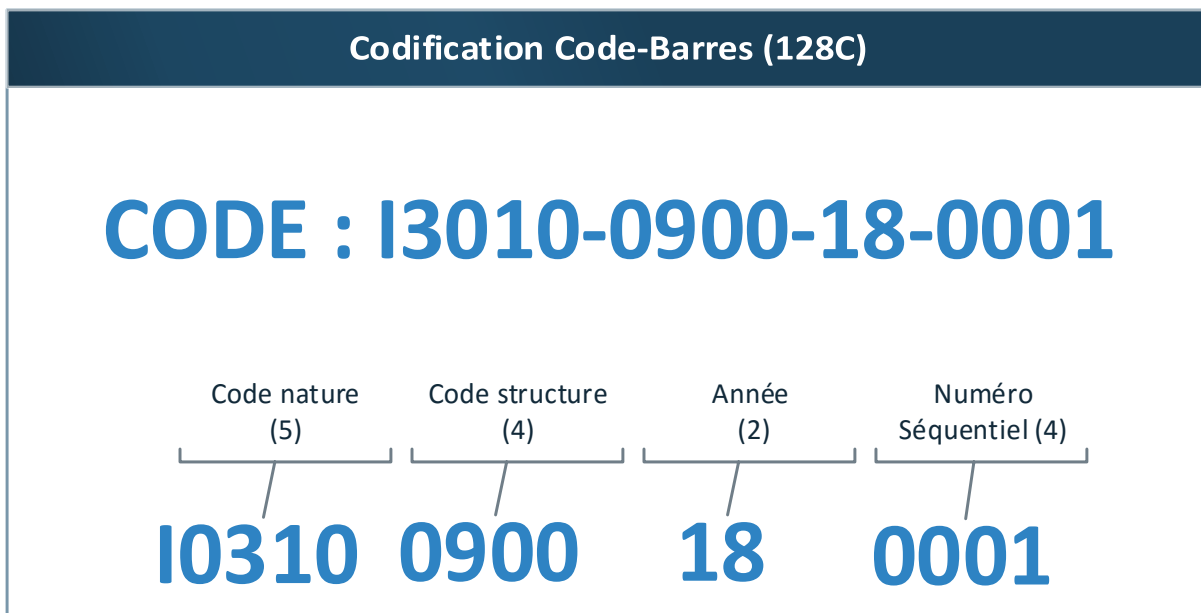 Codification Code-Barres (128C)
CODE : I3010-0900-18-0001
Code nature
(5)
Code structure
(4)
Année
(2)
Numéro
Séquentiel (4)
I0310 0900 18 0001